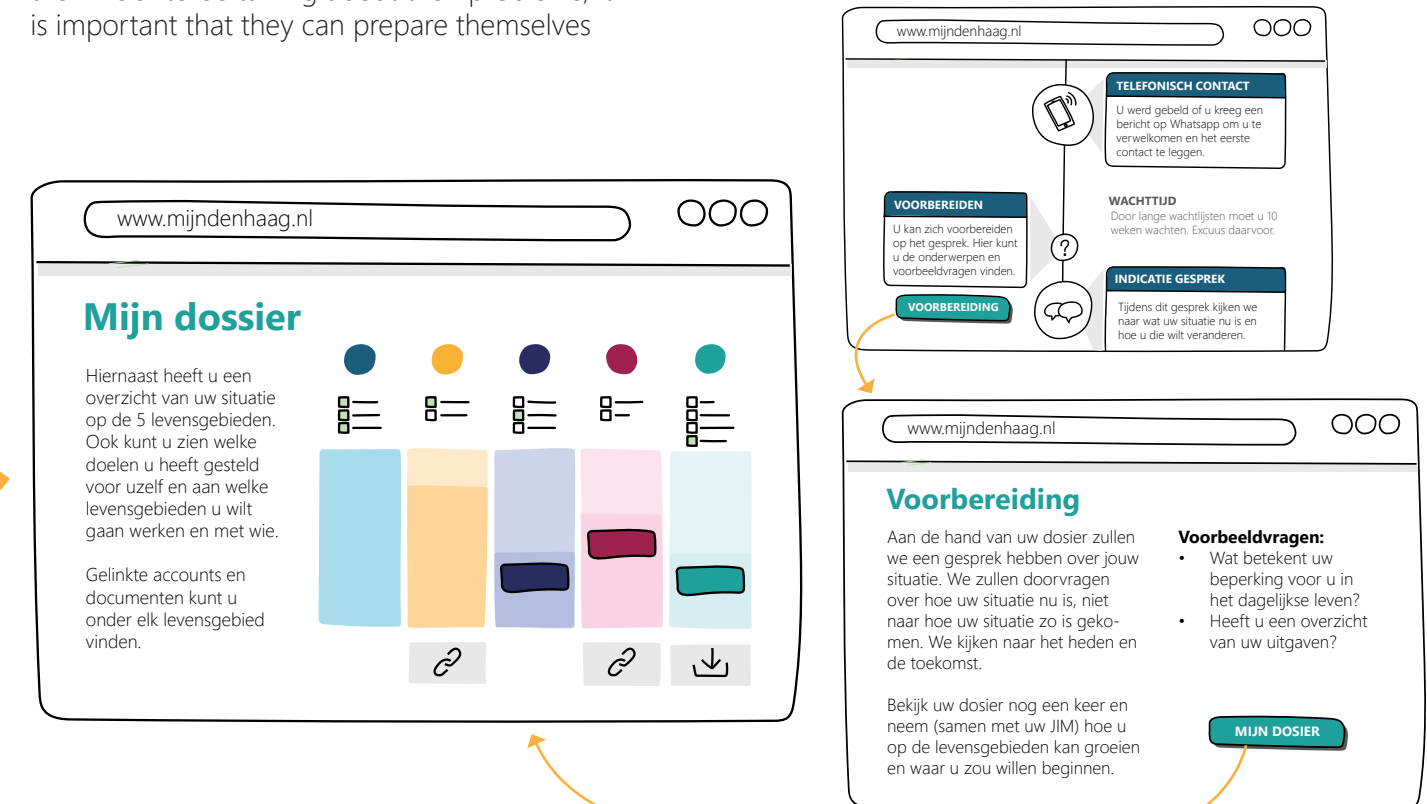 is important that they can prepare themselves
www.mijndenhaag.nl
Mijn dossier
Hiernaast heeft u een
overzicht van uw situatie
op de 5 levensgebieden.
Ook kunt u zien welke
doelen u heeft gesteld
voor uzelf en aan welke
levensgebieden u wilt
gaan werken en met wie.
Gelinkte accounts en
documenten kunt u
onder elk levensgebied
vinden.
www.mijndenhaag.nl
TELEFONISCH CONTACT
U werd gebeld of u kreeg een
bericht op Whatsapp om u te
verwelkomen en het eerste
contact te leggen.
WACHTTIJD
Door lange wachtlijsten moet u 10
weken wachten. Excuus daarvoor.
VOORBEREIDEN
U kan zich voorbereiden
op het gesprek. Hier kunt
u de onderwerpen en
voorbeeldvragen vinden.
VOORBEREIDING
INDICATIE GESPREK
Tijdens dit gesprek kijken we
naar wat uw situatie nu is en
hoe u die wilt veranderen.
www.mijndenhaag.nl
Voorbereiding
Aan de hand van uw dosier zullen
we een gesprek hebben over jouw
situatie. We zullen doorvragen
over hoe uw situatie nu is, niet
naar hoe uw situatie zo is geko-
men. We kijken naar het heden en
de toekomst.
Bekijk uw dosier nog een keer en
neem (samen met uw JIM) hoe u
op de levensgebieden kan groeien
en waar u zou willen beginnen.
Voorbeeldvragen:
• Wat betekent uw
beperking voor u in
het dagelijkse leven?
• Heeft u een overzicht
van uw uitgaven?
MIJN DOSIER